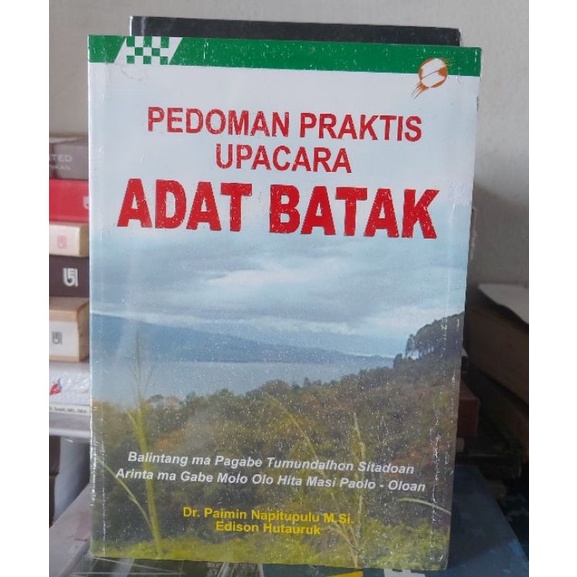 PEDOMAN PRAKTIS
UPACARA
ADAT BATAK
Balintang ma Pagabe Tumundalhon Sitadoan
Arinta ma Gabe Molo Olo Hita Masi Paolo - Oloan
Dr. Paimin Napitupulu M.Si.
Edison Hutauruk